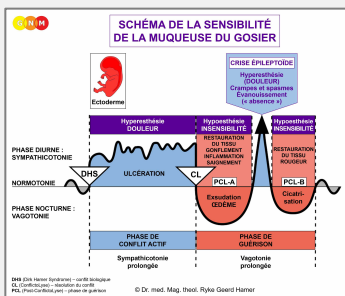 CNM
SCHÉMA DE LA SENSIBILITÉ
DE LA MUQUEUSE DU GOSIER
CRISE ÉPILEPTOÏDE
Hyperesthésie
(DOULEUR)
Crampes et spasmes
Évanouissement
(« absence »)
Ectoderme
Hyperesthésie
DOULEUR
Hypoesthésie
INSENSIBILITÉ
Hypoesthésie
INSENSIBILITÉ
PHASE DIURNE :
SYMPATHICOTONIE
RESTAURATION
DU TISSU
GONFLEMENT
INFLAMMATION
SAIGNEMENT
RESTAURATION
DU TISSU
ROUGEUR
ULCÉRATION
DHS
CL
PCL-A
PCL-B
NORMOTONIE
PHASE NOCTURNE :
VAGOTONIE
Exsudation
ŒDÈME
Cicatri-
sation
PHASE DE
CONFLIT ACTIF
PHASE DE
GUÉRISON
Sympathicotonie
prolongée
Vagotonie
prolongée
DHS (Dirk Hamer Syndrome) – conflit biologique
CL (ConflictoLyse) – résolution du conflit
PCL (Post-ConflictLyse) – phase de guérison
© Dr. med. Mag. theol. Ryke Geerd Hamer